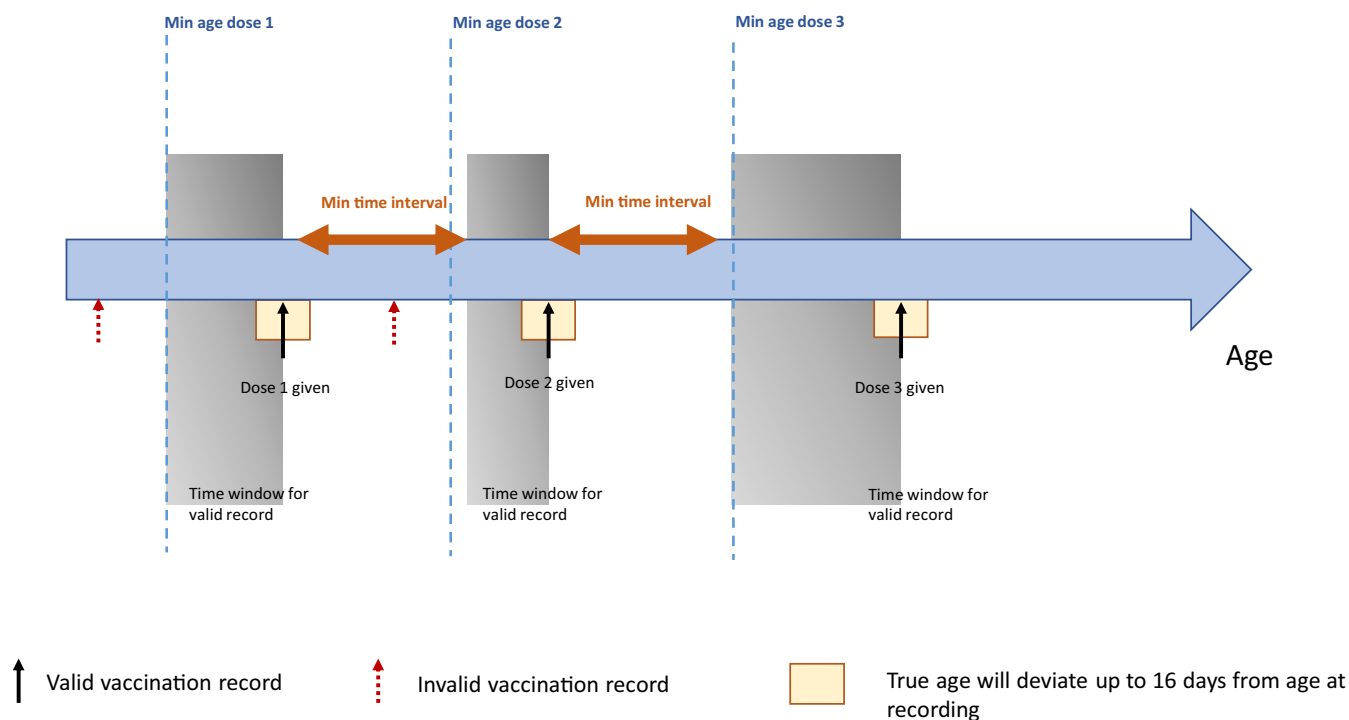 Min age dose 1
Min age dose 2
Min age dose 3
Min time interval
Min time interval
Age
Dose 1 given
Dose 2 given
Dose 3 given
Time window for
valid record
Time window for
valid record
Time window for
valid record
Valid vaccination record
Invalid vaccination record
True age will deviate up to 16 days from age at
recording